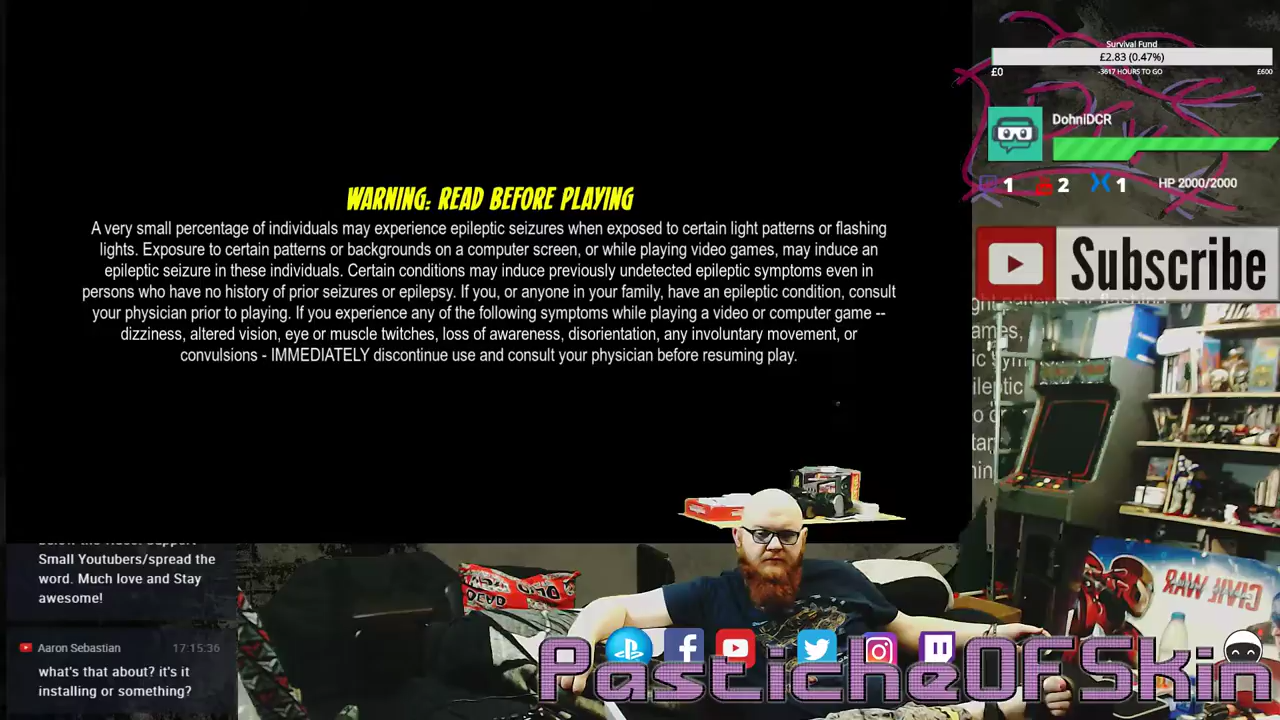 WARNING: READ BEFORE PLAYING
A very small percentage of individuals may experience epileptic seizures when exposed to certain light patterns or flashing
lights. Exposure to certain patterns or backgrounds on a computer screen, or while playing video games, may induce an
epileptic seizure in these individuals. Certain conditions may induce previously undetected epileptic symptoms even in
persons who have no history of prior seizures or epilepsy. If you, or anyone in your family, have an epileptic condition, consult
your physician prior to playing. If you experience any of the following symptoms while playing a video or computer game --
dizziness, altered vision, eye or muscle twitches, loss of awareness, disorientation, any involuntary movement, or
convulsions - IMMEDIATELY discontinue use and consult your physician before resuming play.
Survival Fund
£2.83 (0.47%)
£0
-3617 HOURS TO GO
£600
DohniDCR
1
2
1
HP 2000/2000
Subscribe
Small Youtubers/spread the
word. Much love and Stay
awesome!
Aaron Sebastian
17:15:36
what's that about? it's it
installing or something?
CIVIL WAR
PasticheOFSkin